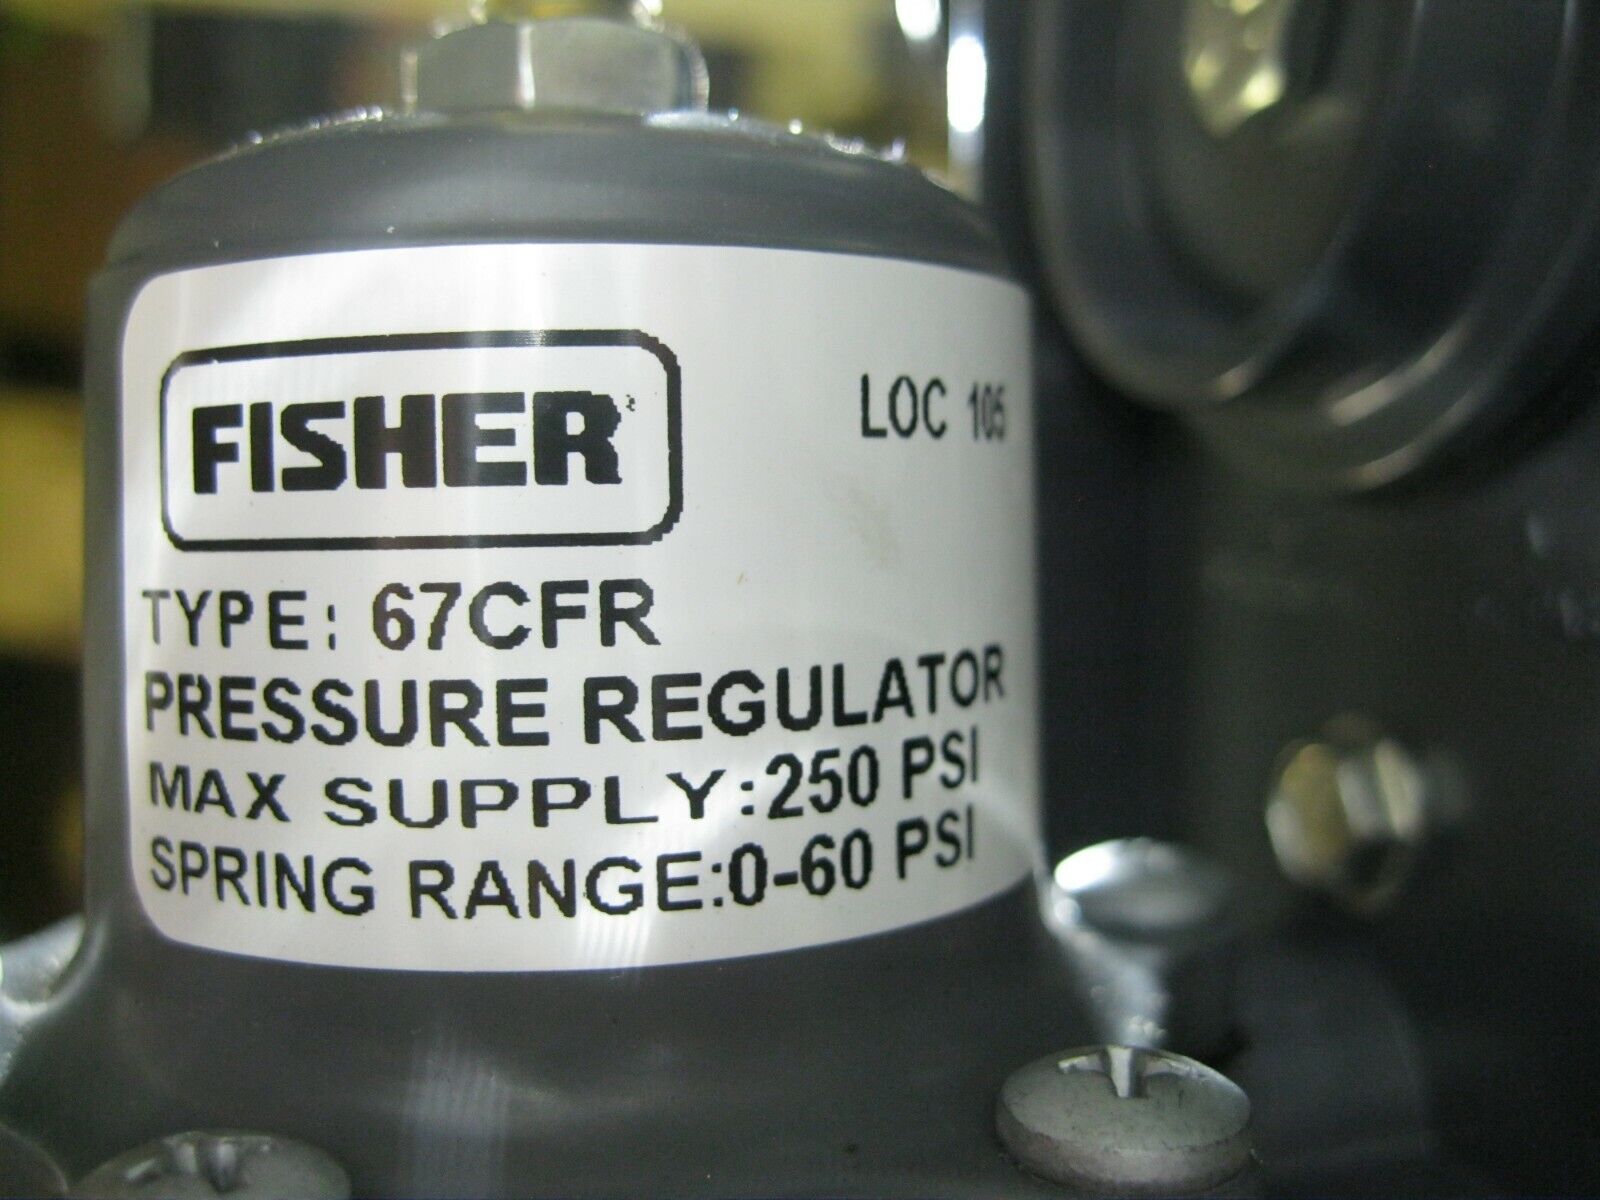 FISHER
LOC 105
TYPE: 67CFR
PRESSURE REGULATOR
MAX SUPPLY:250 PSI
SPRING RANGE:0-60 PSI